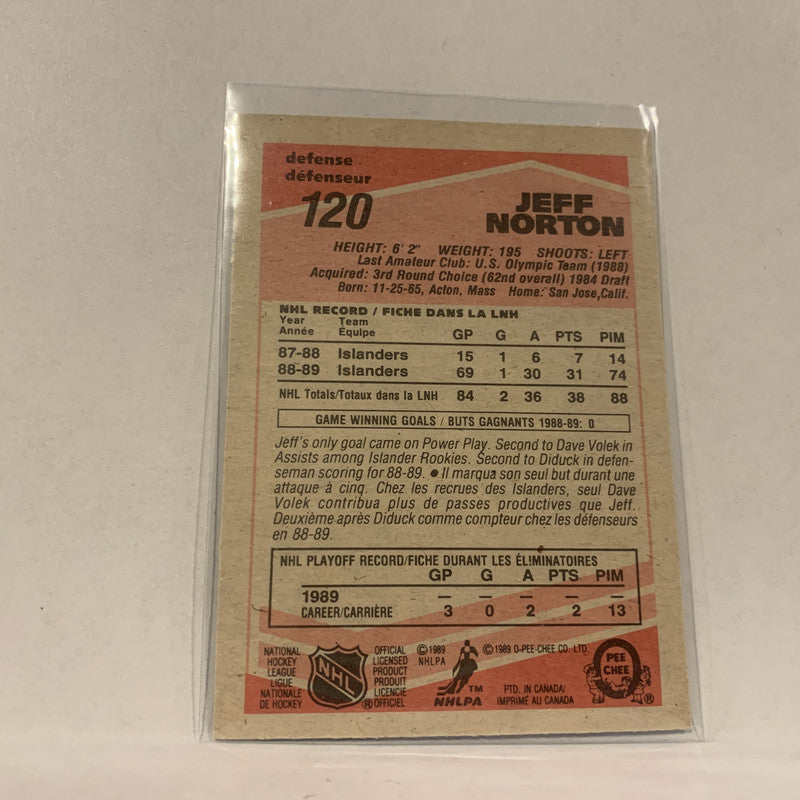 defense
défenseur
120
JEFF
NORTON
HEIGHT: 6' 2" WEIGHT: 195 SHOOTS: LEFT
Last Amateur Club: U.S. Olympic Team (1988)
Acquired: 3rd Round Choice (62nd overall) 1984 Draft
Born: 11-25-65, Acton, Mass Home: San Jose, Calif.
NHL RECORD / FICHE DANS LA LNH
Year Team
Année Équipe GP G A PTS PIM
87-88 Islanders 15 1 6 7 14
88-89 Islanders 69 1 30 31 74
NHL Totals/Totaux dans la LNH 84 2 36 38 88
GAME WINNING GOALS / BUTS GAGNANTS 1988-89: 0
Jeff's only goal came on Power Play. Second to Dave Volek in
Assists among Islander Rookies. Second to Diduck in defen-
seman scoring for 88-89. ● Il marqua son seul but durant une
attaque à cinq. Chez les recrues des Islanders, seul Dave
Volek contribua plus de passes productives que Jeff.
Deuxième après Diduck comme compteur chez les défenseurs
en 88-89.
NHL PLAYOFF RECORD/FICHE DURANT LES ÉLIMINATOIRES
GP G A PTS PIM
1989 — — — — —
CAREER/CARRIÈRE 3 0 2 2 13
NATIONAL
HOCKEY
LEAGUE
LIGUE
NATIONALE
DE HOCKEY
NHL
OFFICIAL
LICENSED
PRODUCT
PRODUIT
LICENCIE
® OFFICIEL
© 1989
NHLPA
TM
NHLPA
© 1989 O-PEE-CHEE CO. LTD.
PTD. IN CANADA/
IMPRIMÉ AU CANADA
O
PEE
CHEE
®